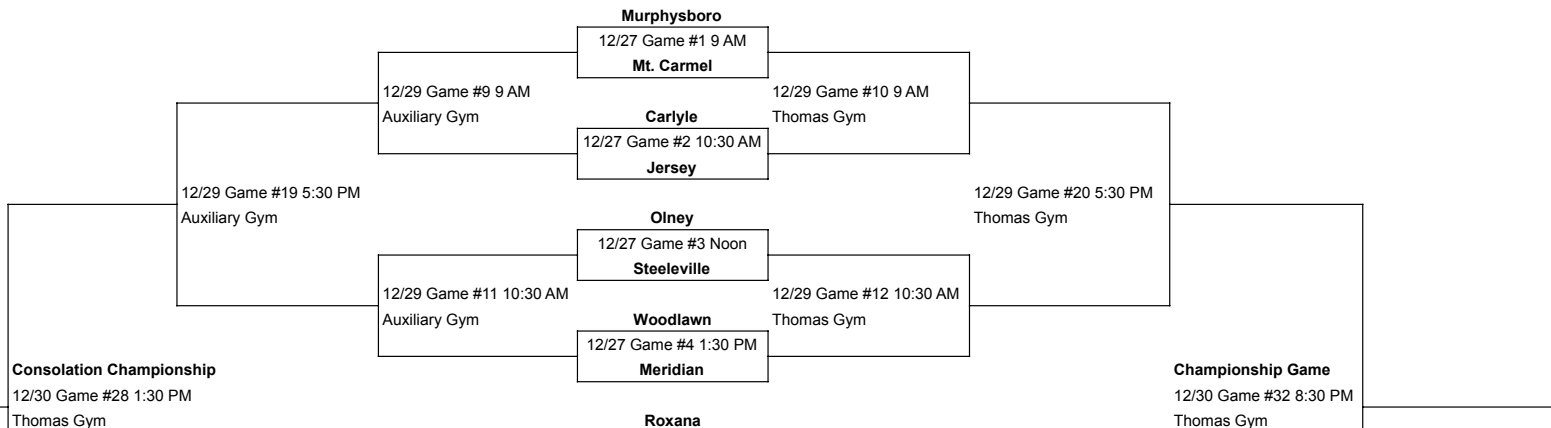 Murphysboro
12/27 Game #1 9 AM
Mt. Carmel
12/29 Game #9 9 AM
Auxiliary Gym
12/29 Game #10 9 AM
Thomas Gym
Carlyle
12/27 Game #2 10:30 AM
Jersey
12/29 Game #19 5:30 PM
Auxiliary Gym
12/29 Game #20 5:30 PM
Thomas Gym
Olney
12/27 Game #3 Noon
Steeleville
12/29 Game #11 10:30 AM
Auxiliary Gym
12/29 Game #12 10:30 AM
Thomas Gym
Woodlawn
12/27 Game #4 1:30 PM
Meridian
Consolation Championship
12/30 Game #28 1:30 PM
Thomas Gym
Championship Game
12/30 Game #32 8:30 PM
Thomas Gym
Roxana